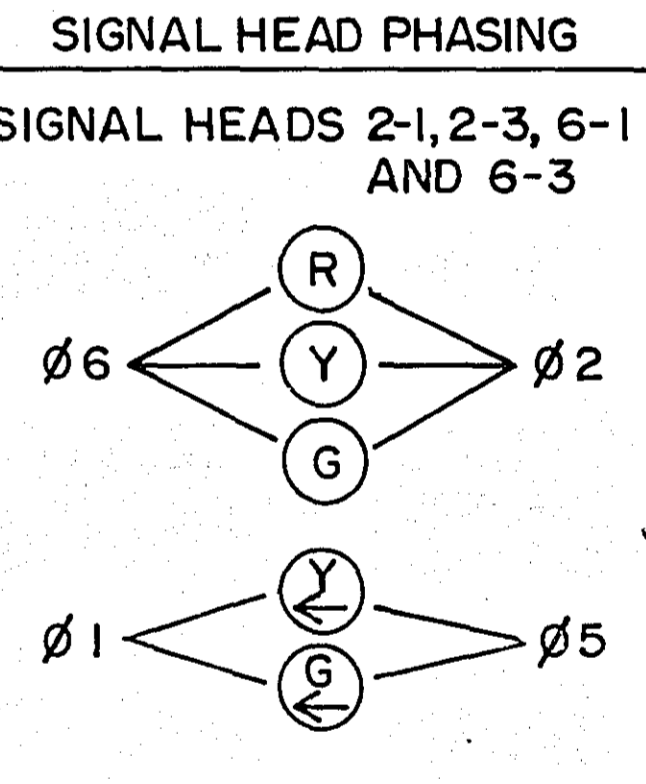 SIGNAL HEAD PHASING
SIGNAL HEADS 2-1, 2-3, 6-1
AND 6-3
R
Ø6 Y Ø2
G
Y
Ø1 Ø5
G